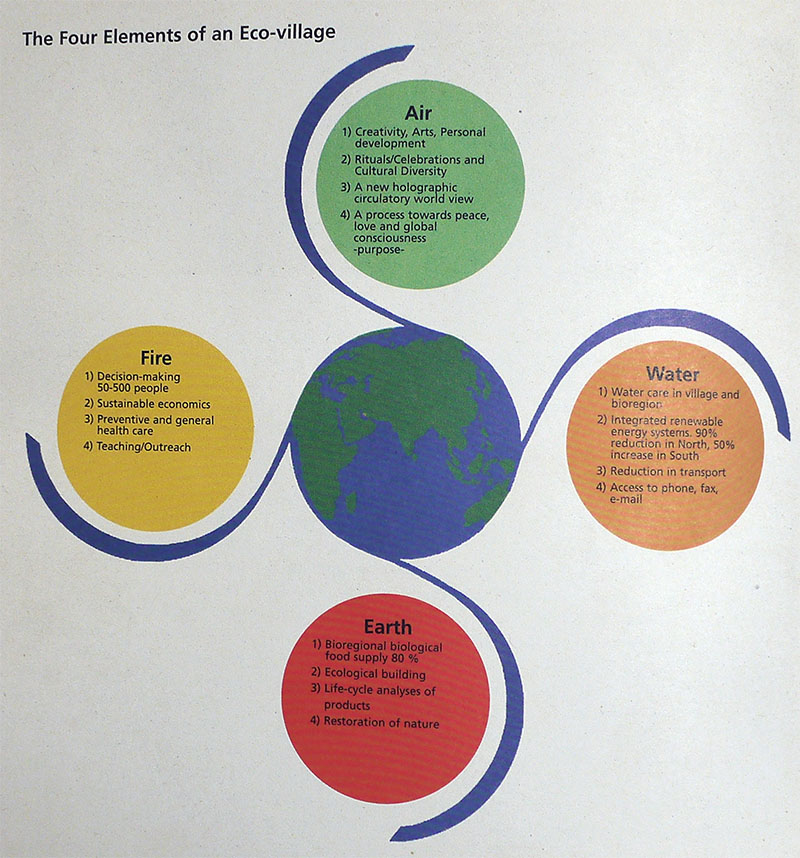 The Four Elements of an Eco-village
Air
1) Creativity, Arts, Personal
development
2) Rituals/Celebrations and
Cultural Diversity
3) A new holographic
circulatory world view
4) A process towards peace,
love and global
consciousness
-purpose-
Fire
1) Decision-making
50-500 people
2) Sustainable economics
3) Preventive and general
health care
4) Teaching/Outreach
Water
1) Water care in village and
bioregion
2) Integrated renewable
energy systems. 90%
reduction in North, 50%
increase in South
3) Reduction in transport
4) Access to phone, fax,
e-mail
Earth
1) Bioregional biological
food supply 80 %
2) Ecological building
3) Life-cycle analyses of
products
4) Restoration of nature